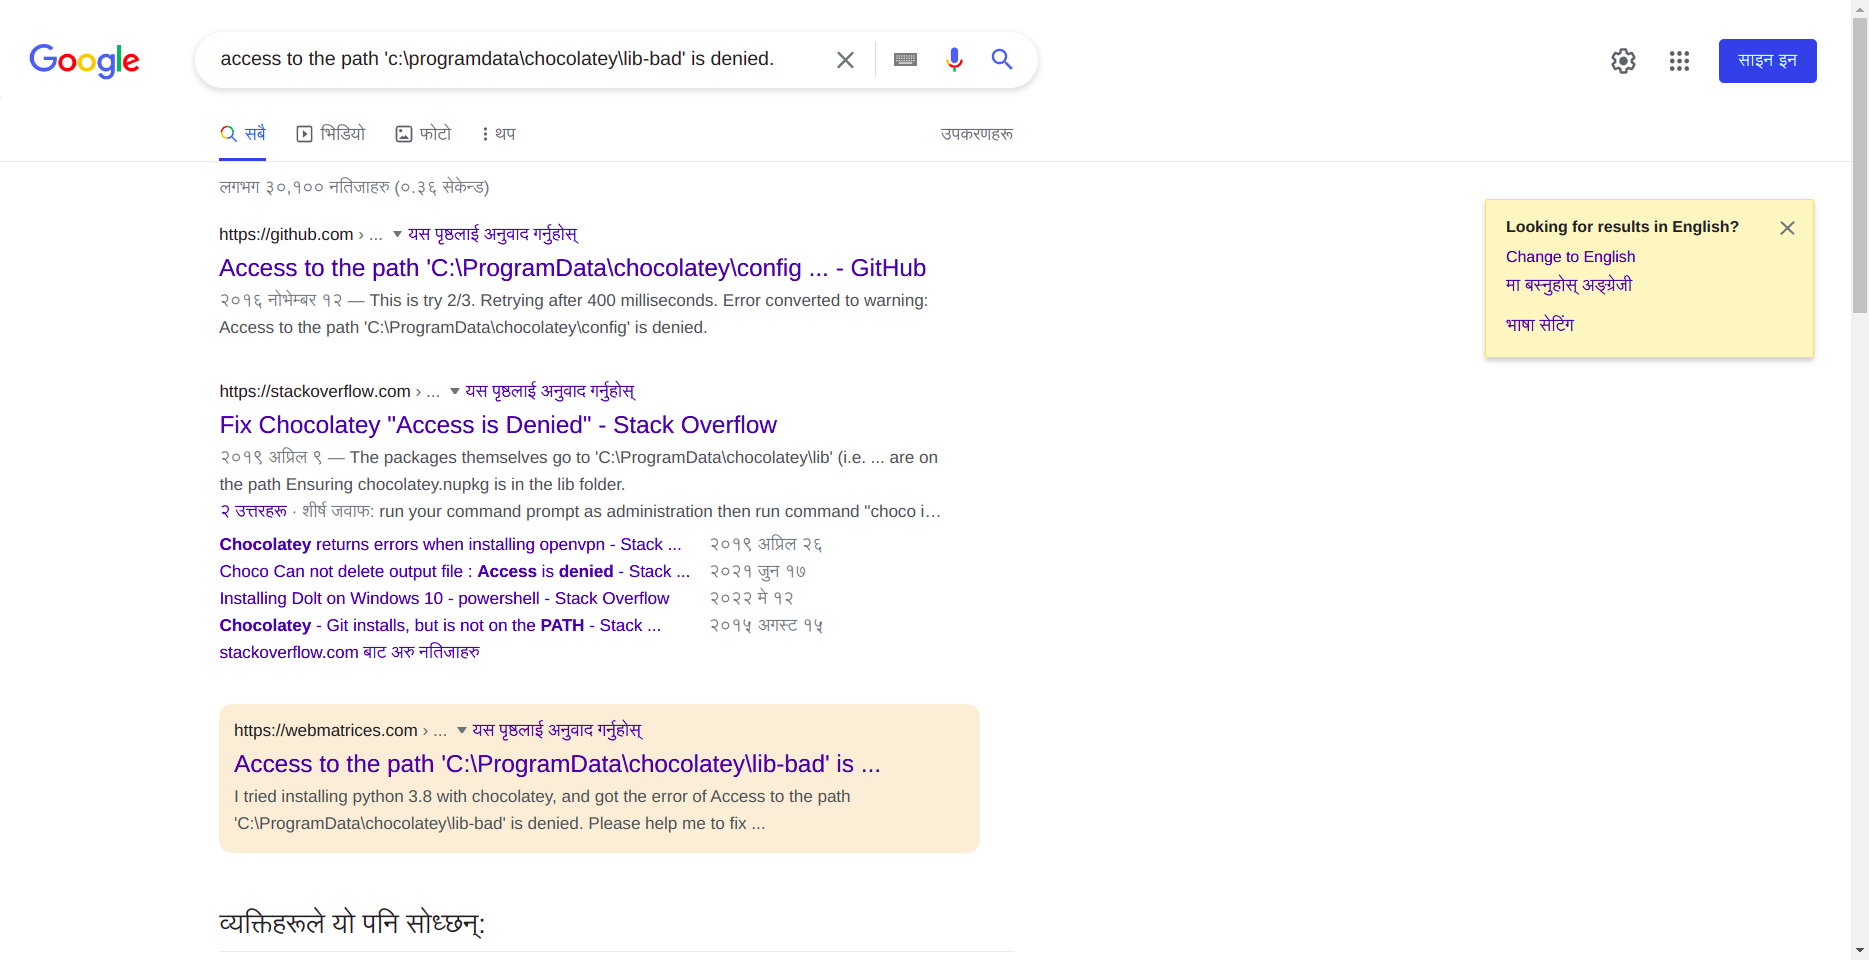 Google
access to the path 'c:\programdata\chocolatey\lib-bad' is denied.
साइन इन
सबै
भिडियो
फोटो
थप
उपकरणहरू
लगभग ३०,१०० नतिजाहरु (०.३६ सेकेन्ड)
https://github.com › ... यस पृष्ठलाई अनुवाद गर्नुहोस्
Access to the path 'C:\ProgramData\chocolatey\config ... - GitHub
२०१६ नोभेम्बर १२ — This is try 2/3. Retrying after 400 milliseconds. Error converted to warning:
Access to the path 'C:\ProgramData\chocolatey\config' is denied.
Looking for results in English?
Change to English
मा बस्नुहोस् अङ्ग्रेजी
भाषा सेटिंग
https://stackoverflow.com › ... यस पृष्ठलाई अनुवाद गर्नुहोस्
Fix Chocolatey "Access is Denied" - Stack Overflow
२०१९ अप्रिल ९ — The packages themselves go to 'C:\ProgramData\chocolatey\lib' (i.e. ... are on
the path Ensuring chocolatey.nupkg is in the lib folder.
२ उत्तरहरू · शीर्ष जवाफ: run your command prompt as administration then run command "choco i…
Chocolatey returns errors when installing openvpn - Stack ... २०१९ अप्रिल २६
Choco Can not delete output file : Access is denied - Stack ... २०२१ जुन १७
Installing Dolt on Windows 10 - powershell - Stack Overflow २०२२ मे १२
Chocolatey - Git installs, but is not on the PATH - Stack ... २०१५ अगस्ट १५
stackoverflow.com बाट अरु नतिजाहरु
https://webmatrices.com › ... यस पृष्ठलाई अनुवाद गर्नुहोस्
Access to the path 'C:\ProgramData\chocolatey\lib-bad' is ...
I tried installing python 3.8 with chocolatey, and got the error of Access to the path
'C:\ProgramData\chocolatey\lib-bad' is denied. Please help me to fix ...
व्यक्तिहरूले यो पनि सोध्छन्: